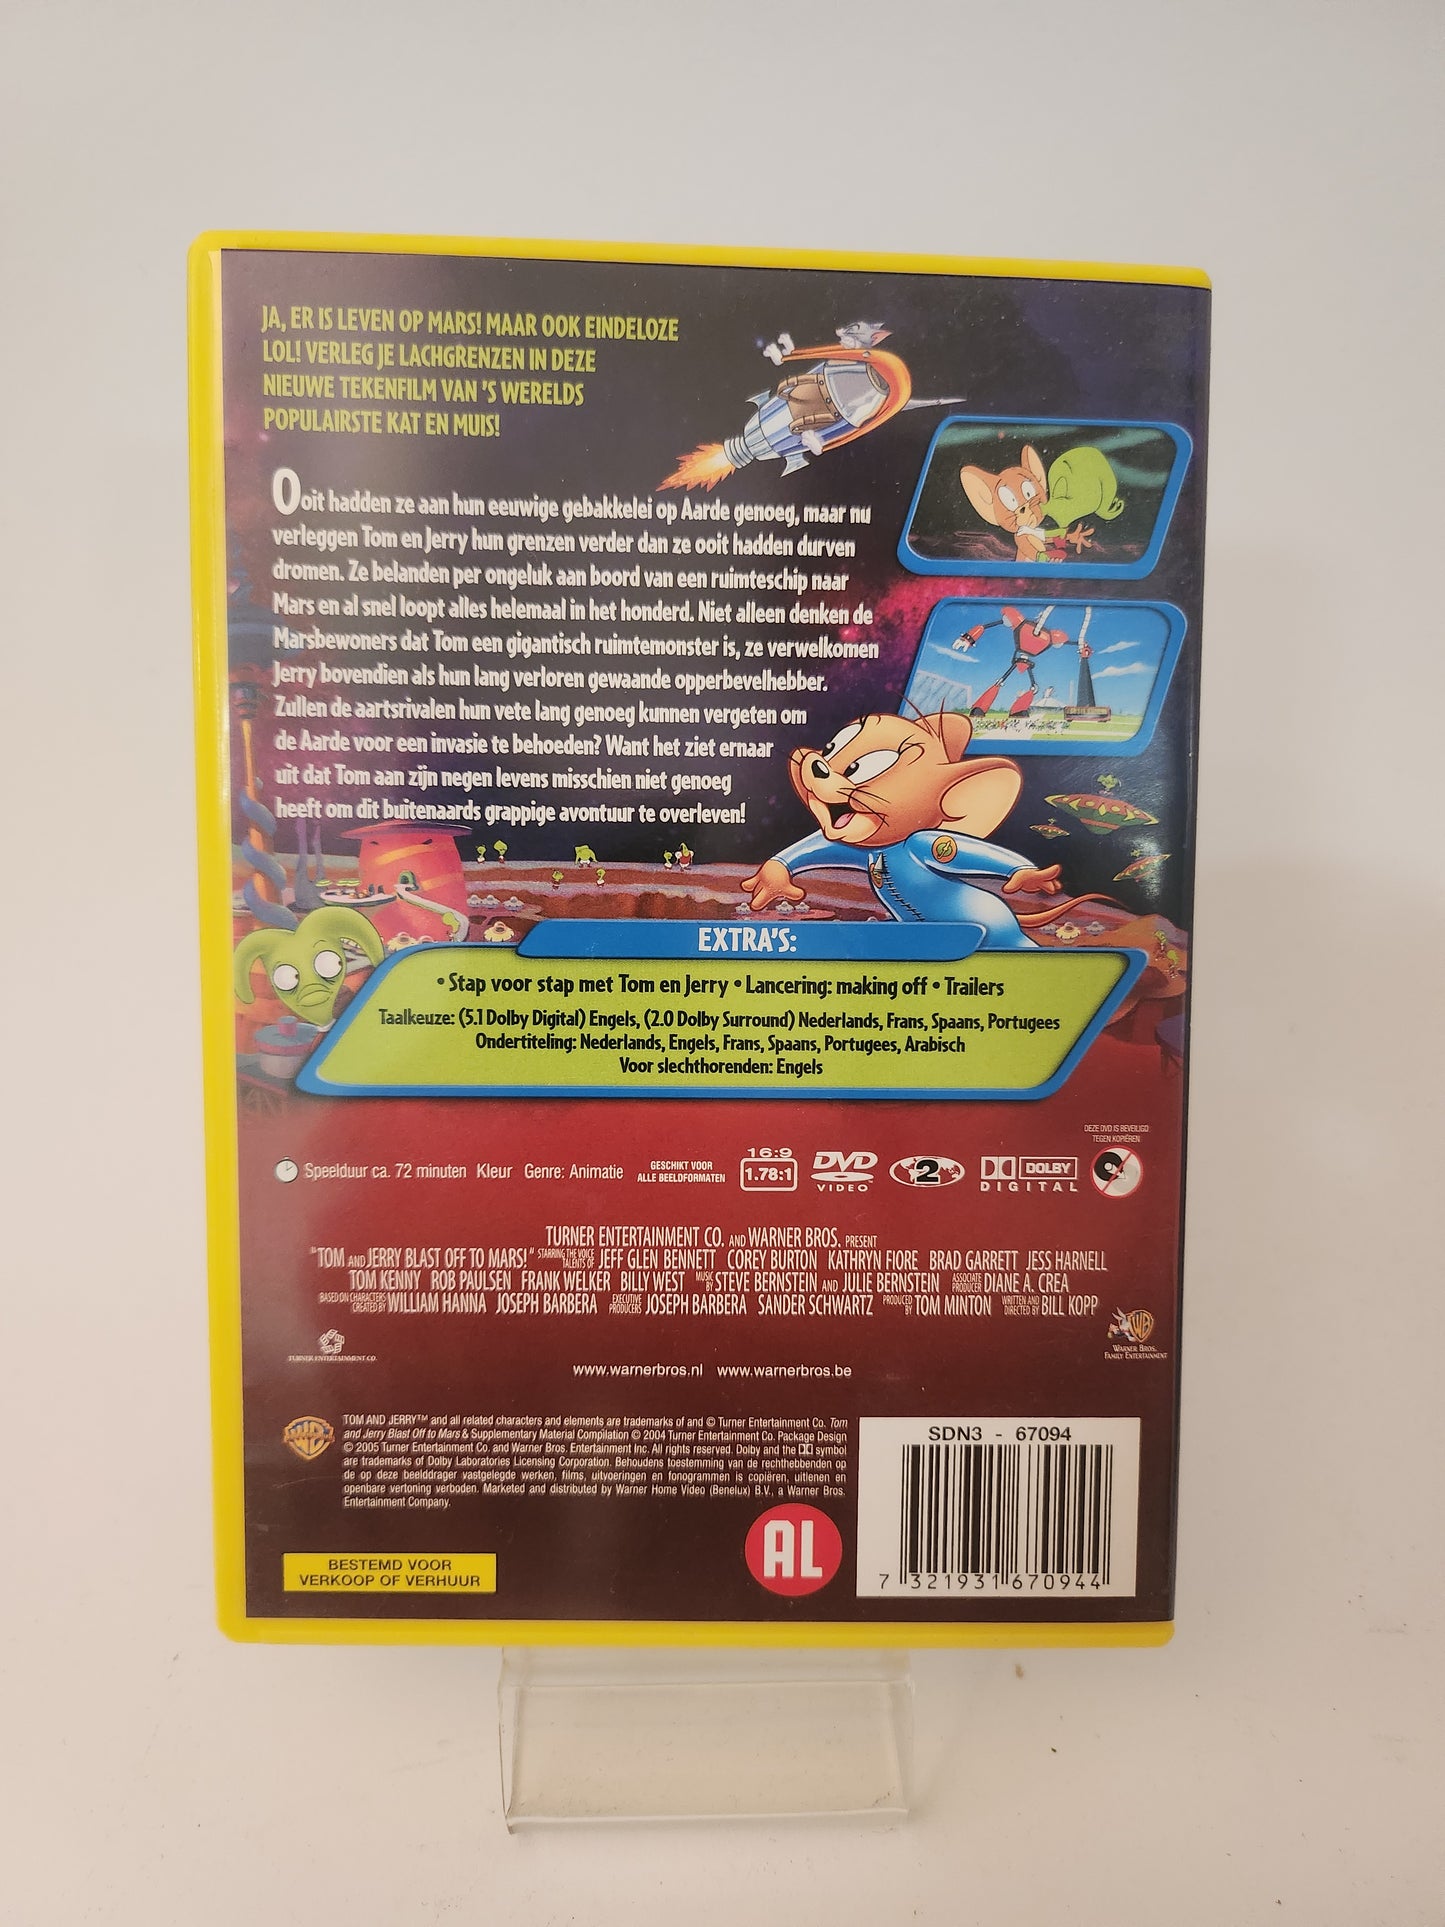 JA, ER IS LEVEN OP MARS! MAAR OOK EINDELOZE
LOL! VERLEG JE LACHGRENZEN IN DEZE
NIEUWE TEKENFILM VAN 'S WERELDS
POPULAIRSTE KAT EN MUIS!
Ooit hadden ze aan hun eeuwige gebakkelei op Aarde genoeg, maar nu
verleggen Tom en Jerry hun grenzen verder dan ze ooit hadden durven
dromen. Ze belanden per ongeluk aan boord van een ruimteschip naar
Mars en al snel loopt alles helemaal in het honderd. Niet alleen denken de
Marsbewoners dat Tom een gigantisch ruimtemonster is, ze verwelkomen
Jerry bovendien als hun lang verloren gewaande opperbevelhebber.
Zullen de aartsrivalen hun vete lang genoeg kunnen vergeten om
de Aarde voor een invasie te behoeden? Want het ziet ernaar
uit dat Tom aan zijn negen levens misschien niet genoeg
heeft om dit buitenaards grappige avontuur te overleven!
EXTRA'S:
• Stap voor stap met Tom en Jerry • Lancering: making off • Trailers
Taalkeuze: (5.1 Dolby Digital) Engels, (2.0 Dolby Surround) Nederlands, Frans, Spaans, Portugees
Ondertiteling: Nederlands, Engels, Frans, Spaans, Portugees, Arabisch
Voor slechthorenden: Engels
DEZE DVD IS BEVEILIGD
TEGEN KOPIËREN
Speelduur ca. 72 minuten Kleur Genre: Animatie
GESCHIKT VOOR
ALLE BEELDFORMATEN
16:9
1.78:1
DVD
VIDEO
2
DOLBY
DIGITAL
TURNER ENTERTAINMENT CO. AND WARNER BROS. PRESENT
"TOM AND JERRY BLAST OFF TO MARS!" STARRING THE VOICE TALENTS OF JEFF GLEN BENNETT COREY BURTON KATHRYN FIORE BRAD GARRETT JESS HARNELL
TOM KENNY ROB PAULSEN FRANK WELKER BILLY WEST MUSIC BY STEVE BERNSTEIN AND JULIE BERNSTEIN ASSOCIATE PRODUCER DIANE A. CREA
BASED ON CHARACTERS CREATED BY WILLIAM HANNA JOSEPH BARBERA EXECUTIVE PRODUCERS JOSEPH BARBERA SANDER SCHWARTZ PRODUCED BY TOM MINTON WRITTEN AND DIRECTED BY BILL KOPP
TURNER ENTERTAINMENT CO.
WB
WARNER BROS.
FAMILY ENTERTAINMENT
www.warnerbros.nl www.warnerbros.be
WB
TOM AND JERRY™ and all related characters and elements are trademarks of and © Turner Entertainment Co. Tom
and Jerry Blast Off to Mars & Supplementary Material Compilation © 2004 Turner Entertainment Co. Package Design
© 2005 Turner Entertainment Co. and Warner Bros. Entertainment Inc. All rights reserved. Dolby and the symbol
are trademarks of Dolby Laboratories Licensing Corporation. Behoudens toestemming van de rechthebbenden op
de op deze beelddrager vastgelegde werken, films, uitvoeringen en fonogrammen is copiëren, uitlenen en
openbare vertoning verboden. Marketed and distributed by Warner Home Video (Benelux) B.V., a Warner Bros.
Entertainment Company.
SDN3 - 67094
7 321931 670944
AL
BESTEMD VOOR
VERKOOP OF VERHUUR